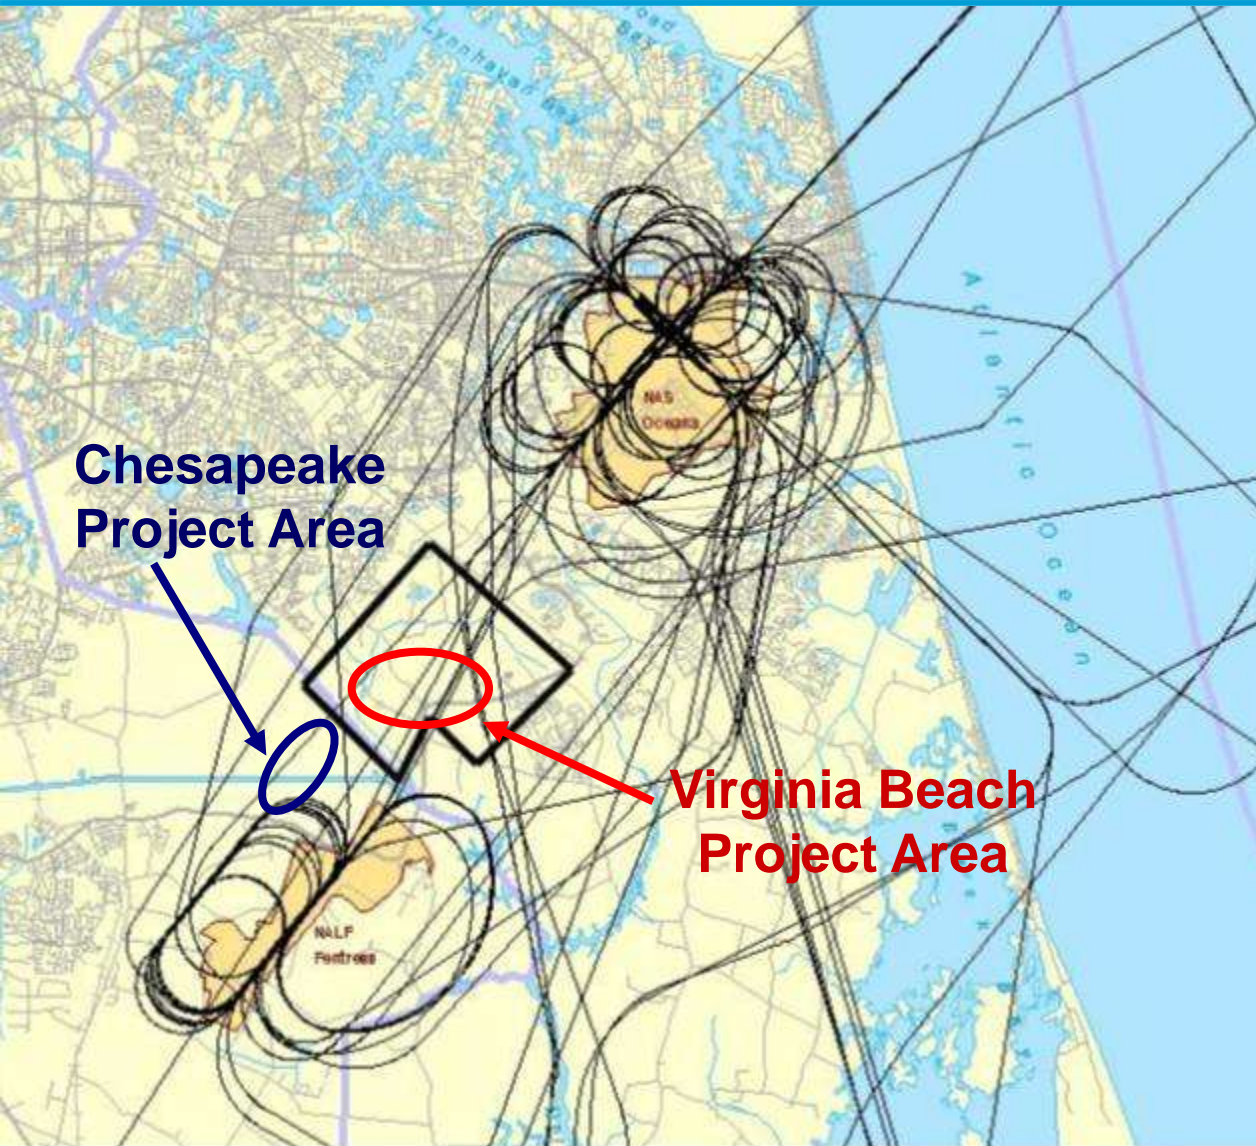 Lynnhaven
Bay
NAS
Oceana
Atlantic
Ocean
Chesapeake
Project Area
Virginia Beach
Project Area
NALF
Fentress